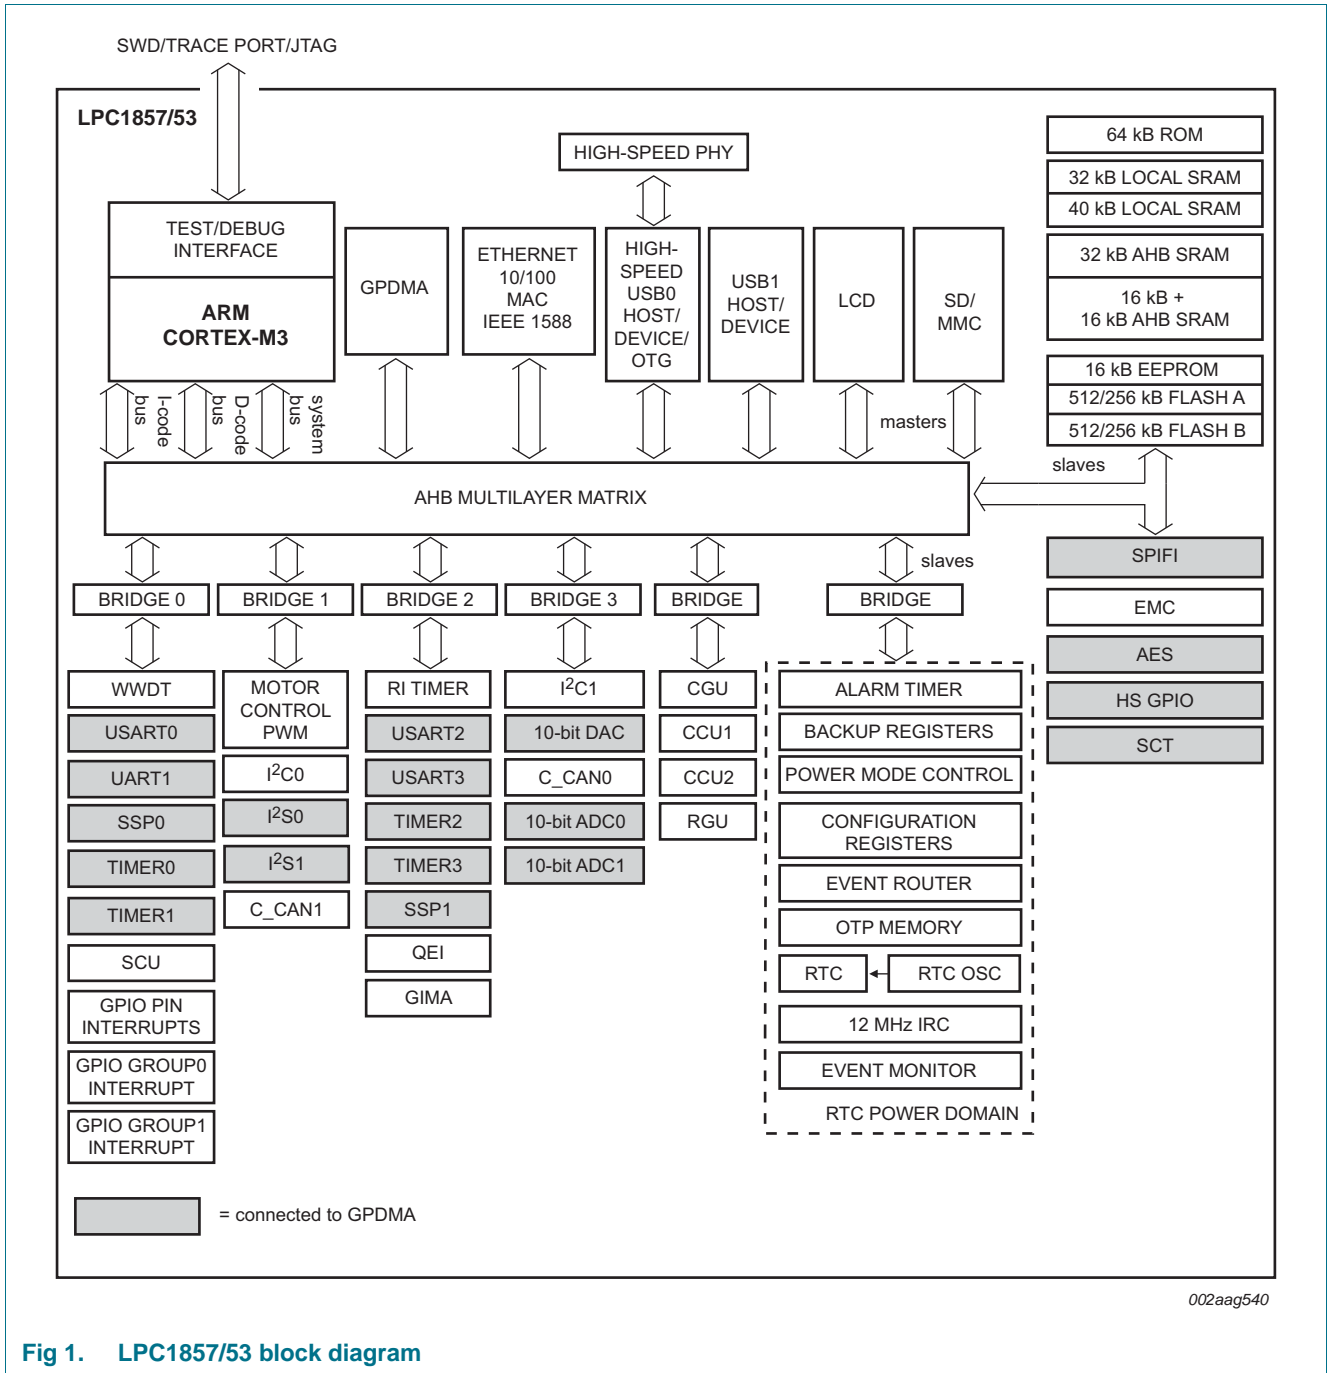 SWD/TRACE PORT/JTAG
LPC1857/53
HIGH-SPEED PHY
TEST/DEBUG
INTERFACE
ARM
CORTEX-M3
GPDMA
ETHERNET
10/100
MAC
IEEE 1588
HIGH-
SPEED
USB0
HOST/
DEVICE/
OTG
USB1
HOST/
DEVICE
LCD
SD/
MMC
64 kB ROM
32 kB LOCAL SRAM
40 kB LOCAL SRAM
32 kB AHB SRAM
16 kB +
16 kB AHB SRAM
16 kB EEPROM
512/256 kB FLASH A
512/256 kB FLASH B
I-code
bus
D-code
bus
system
bus
masters
slaves
AHB MULTILAYER MATRIX
slaves
BRIDGE 0
BRIDGE 1
BRIDGE 2
BRIDGE 3
BRIDGE
BRIDGE
WWDT
USART0
UART1
SSP0
TIMER0
TIMER1
SCU
GPIO PIN
INTERRUPTS
GPIO GROUP0
INTERRUPT
GPIO GROUP1
INTERRUPT
MOTOR
CONTROL
PWM
I²C0
I²S0
I²S1
C_CAN1
RI TIMER
USART2
USART3
TIMER2
TIMER3
SSP1
QEI
GIMA
I²C1
10-bit DAC
C_CAN0
10-bit ADC0
10-bit ADC1
CGU
CCU1
CCU2
RGU
ALARM TIMER
BACKUP REGISTERS
POWER MODE CONTROL
CONFIGURATION
REGISTERS
EVENT ROUTER
OTP MEMORY
RTC
RTC OSC
12 MHz IRC
EVENT MONITOR
RTC POWER DOMAIN
SPIFI
EMC
AES
HS GPIO
SCT
= connected to GPDMA
002aag540
Fig 1. LPC1857/53 block diagram